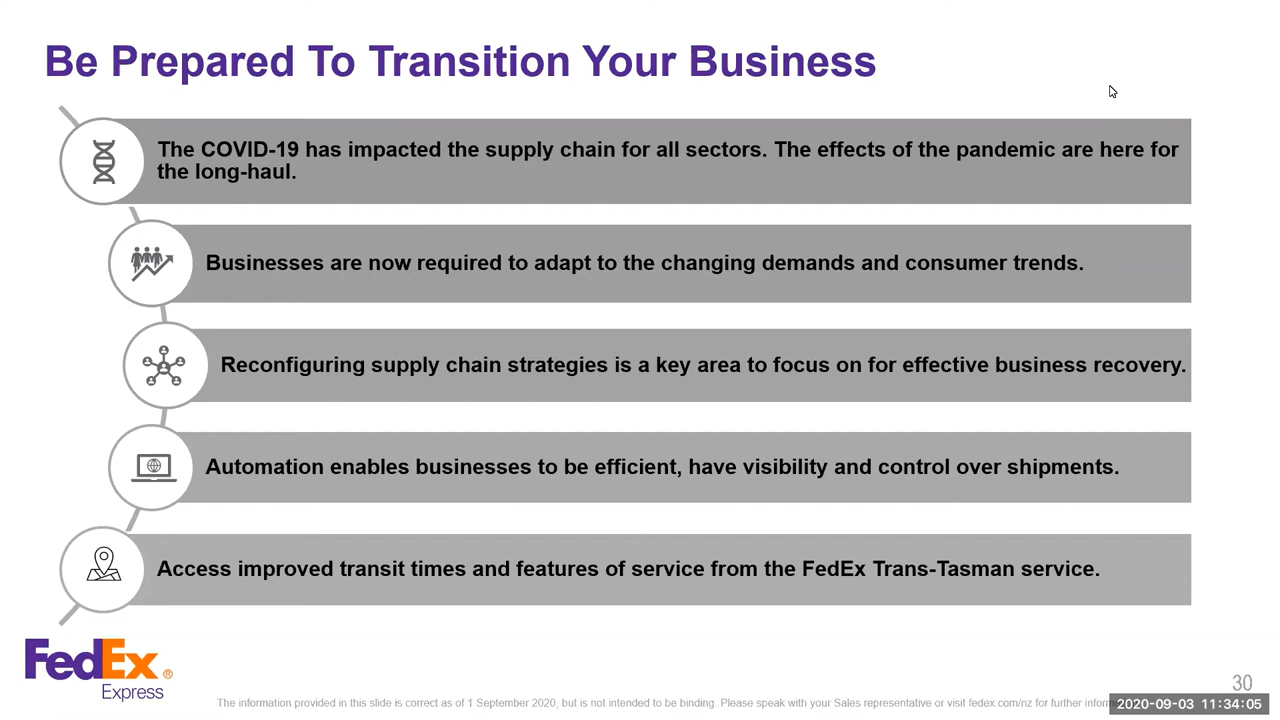 Be Prepared To Transition Your Business
The COVID-19 has impacted the supply chain for all sectors. The effects of the pandemic are here for
the long-haul.
Businesses are now required to adapt to the changing demands and consumer trends.
Reconfiguring supply chain strategies is a key area to focus on for effective business recovery.
Automation enables businesses to be efficient, have visibility and control over shipments.
Access improved transit times and features of service from the FedEx Trans-Tasman service.
FedEx®
Express
30
The information provided in this slide is correct as of 1 September 2020, but is not intended to be binding. Please speak with your Sales representative or visit fedex.com/nz for further
2020-09-03 11:34:05